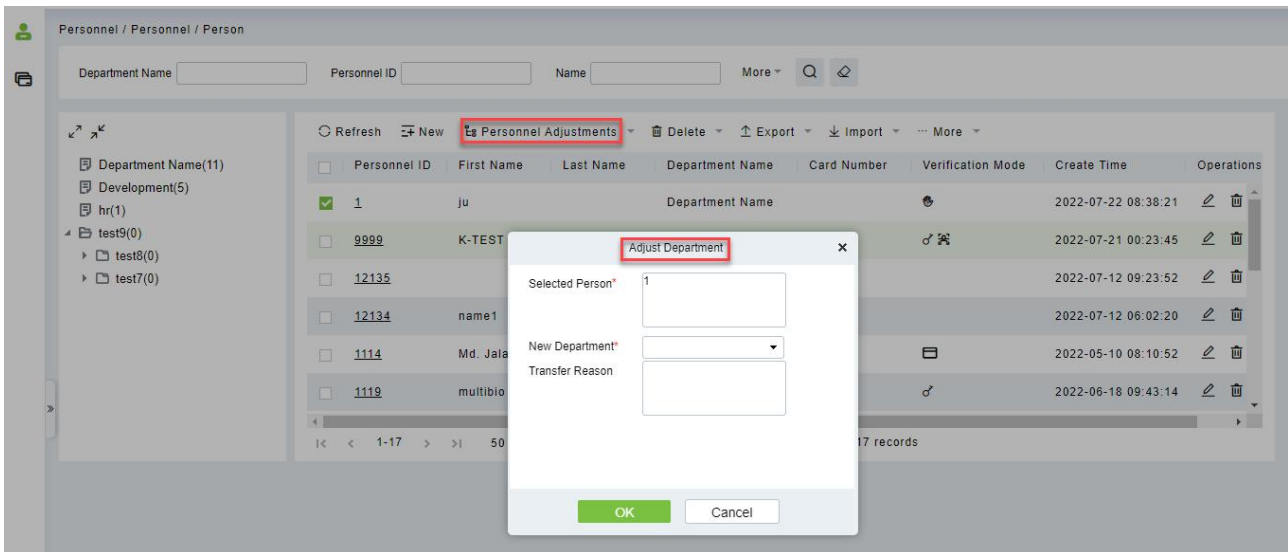 Personnel / Personnel / Person
Department Name Personnel ID Name More
Refresh New Personnel Adjustments Delete Export Import ··· More
Department Name(11)
Development(5)
hr(1)
test9(0)
test8(0)
test7(0)
Personnel ID First Name Last Name Department Name Card Number Verification Mode Create Time Operations
1 ju Department Name 2022-07-22 08:38:21
9999 K-TEST 2022-07-21 00:23:45
12135 2022-07-12 09:23:52
12134 name1 2022-07-12 06:02:20
1114 Md. Jala 2022-05-10 08:10:52
1119 multibio 2022-06-18 09:43:14
1-17 50 17 records
Adjust Department
Selected Person* 1
New Department*
Transfer Reason
OK Cancel